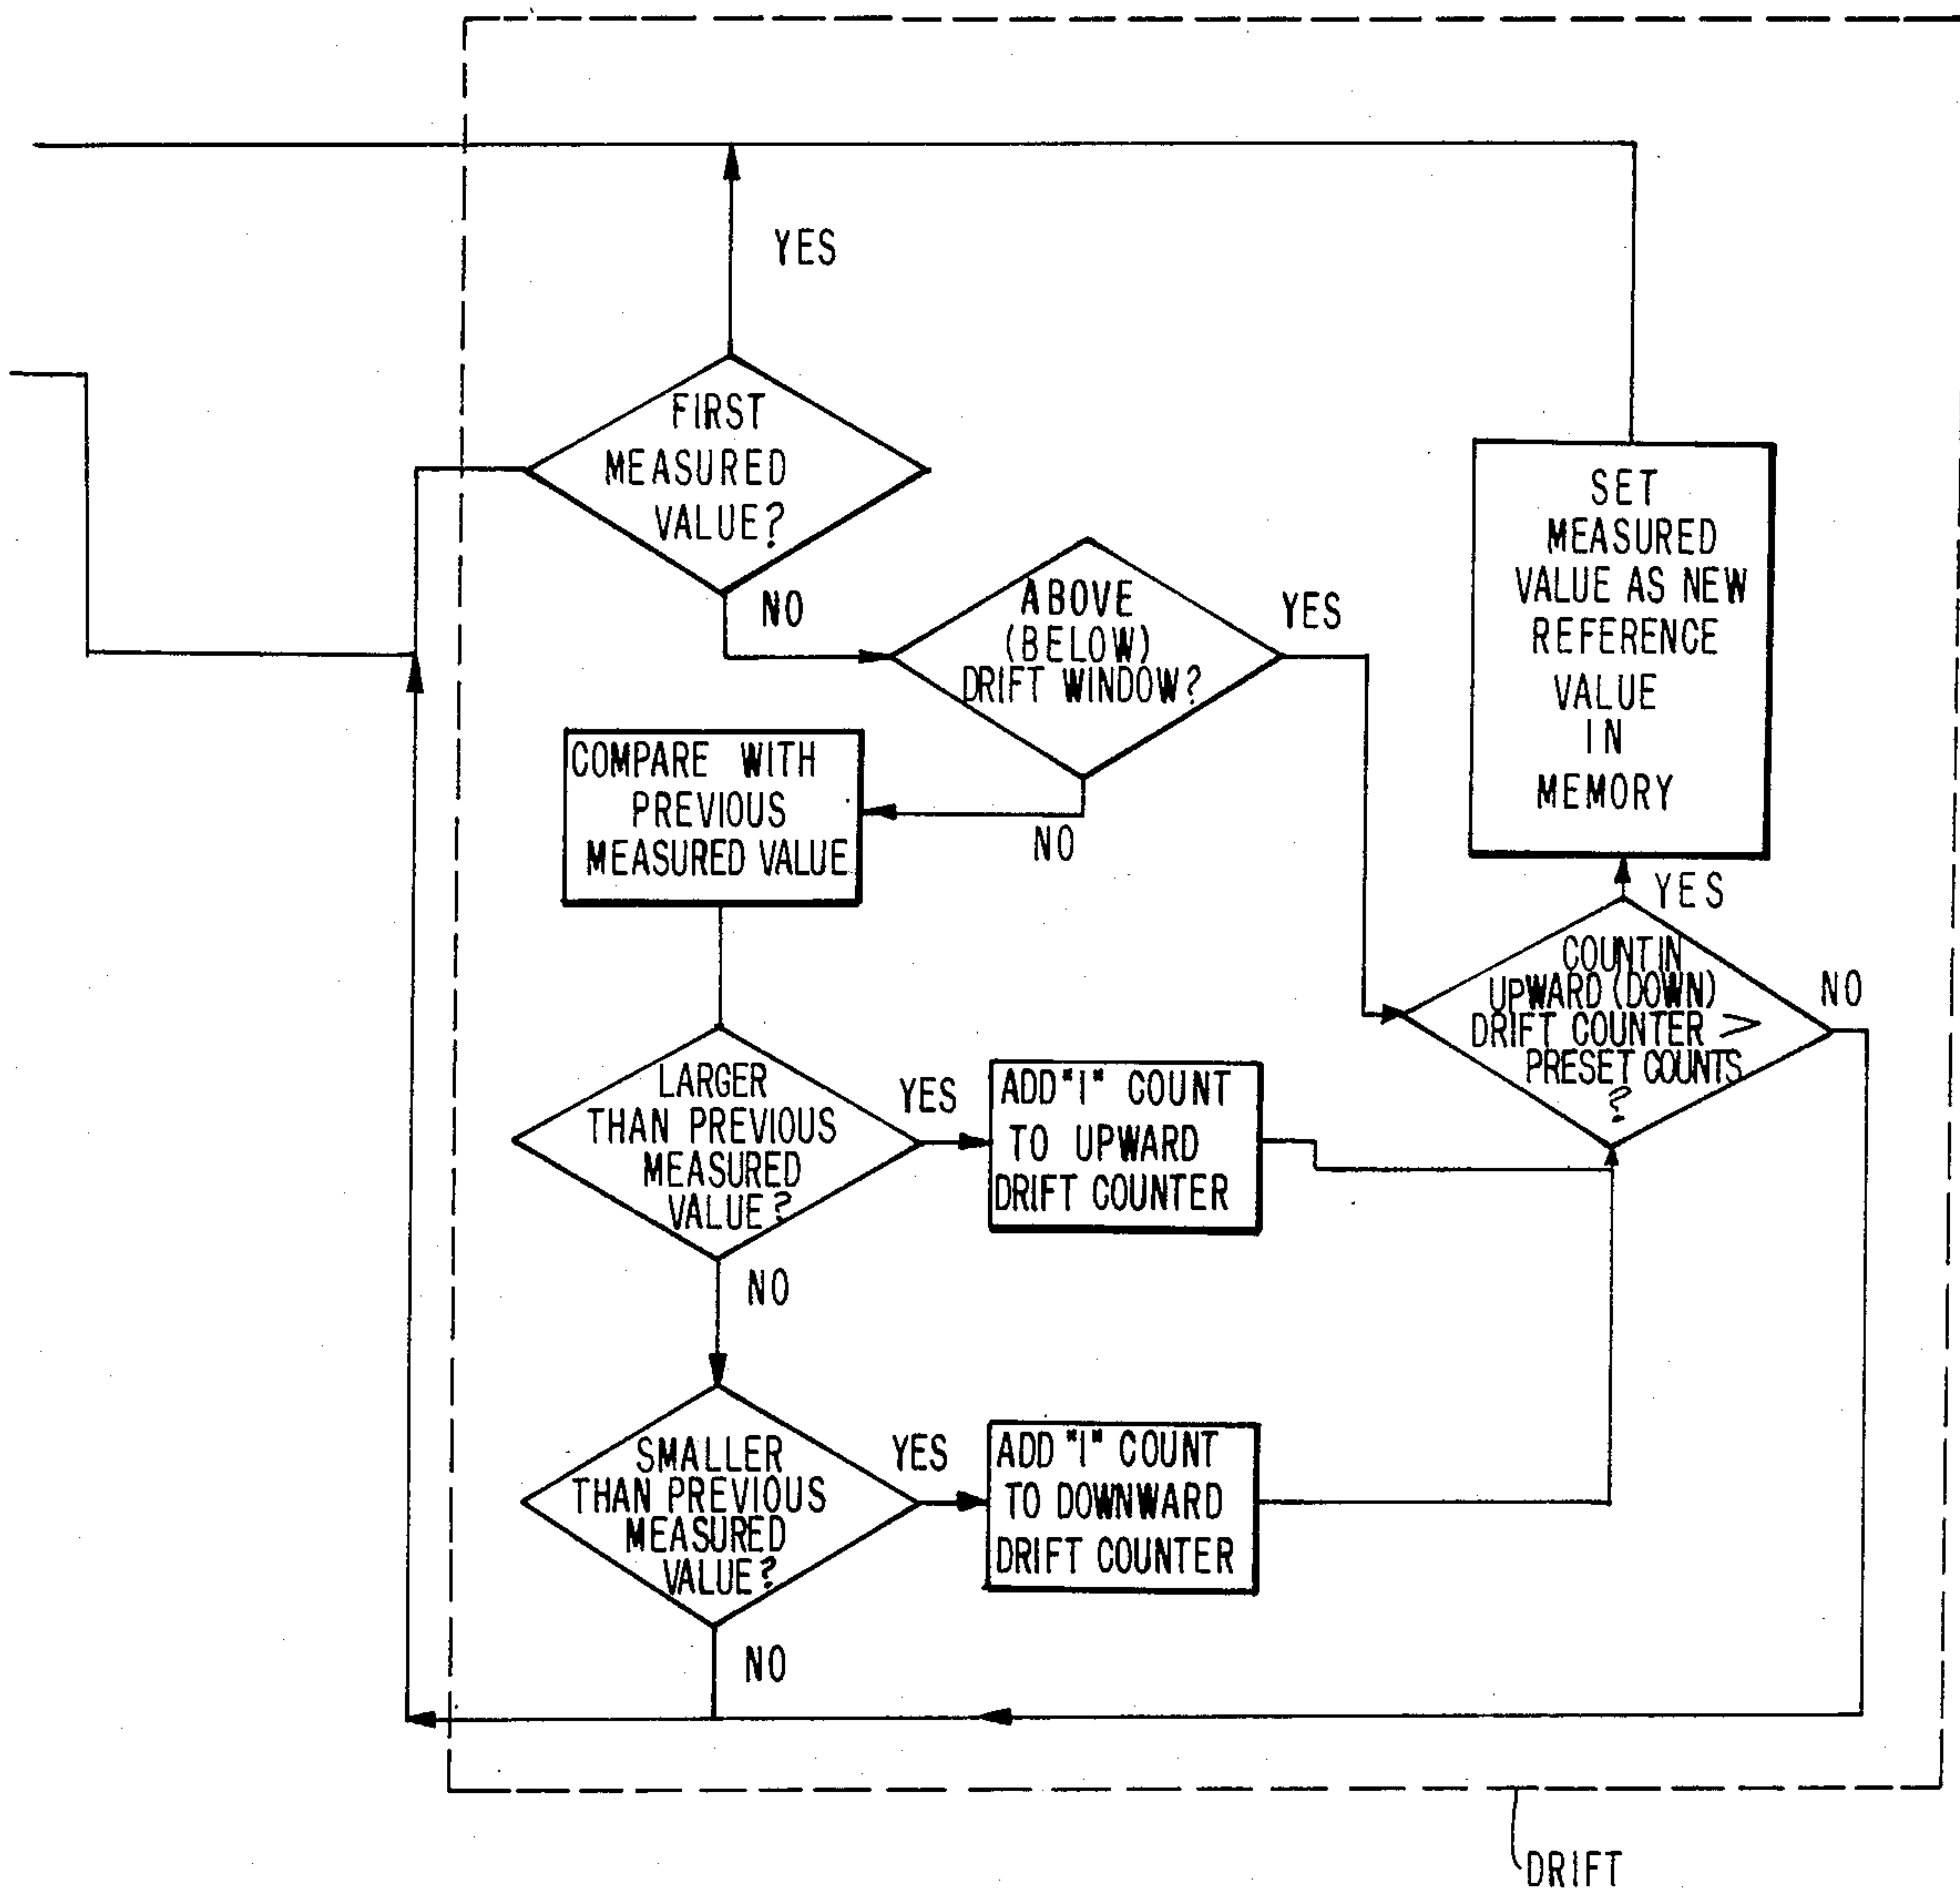 YES
FIRST
MEASURED
VALUE?
NO
ABOVE
(BELOW)
DRIFT WINDOW?
YES
NO
SET
MEASURED
VALUE AS NEW
REFERENCE
VALUE
IN
MEMORY
COMPARE WITH
PREVIOUS
MEASURED VALUE
YES
COUNT IN
UPWARD (DOWN)
DRIFT COUNTER >
PRESET COUNTS
?
NO
LARGER
THAN PREVIOUS
MEASURED
VALUE?
YES
ADD "1" COUNT
TO UPWARD
DRIFT COUNTER
NO
SMALLER
THAN PREVIOUS
MEASURED
VALUE?
YES
ADD "1" COUNT
TO DOWNWARD
DRIFT COUNTER
NO
DRIFT